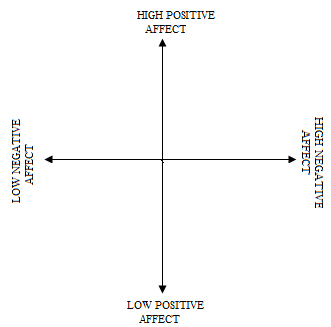 HIGH POSITIVE
AFFECT
LOW NEGATIVE
AFFECT
HIGH NEGATIVE
AFFECT
LOW POSITIVE
AFFECT